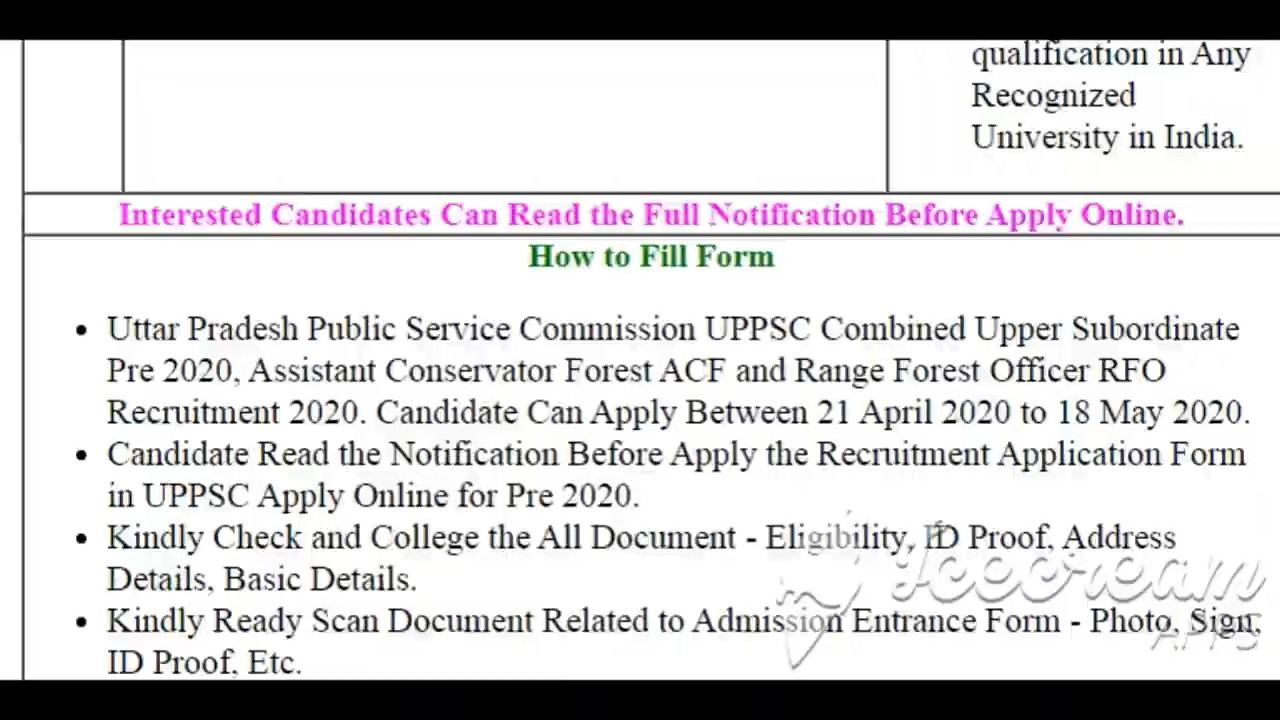 qualification in Any
Recognized
University in India.
Interested Candidates Can Read the Full Notification Before Apply Online.
How to Fill Form
• Uttar Pradesh Public Service Commission UPPSC Combined Upper Subordinate
Pre 2020, Assistant Conservator Forest ACF and Range Forest Officer RFO
Recruitment 2020. Candidate Can Apply Between 21 April 2020 to 18 May 2020.
• Candidate Read the Notification Before Apply the Recruitment Application Form
in UPPSC Apply Online for Pre 2020.
• Kindly Check and College the All Document - Eligibility, ID Proof, Address
Details, Basic Details.
• Kindly Ready Scan Document Related to Admission Entrance Form - Photo, Sign,
ID Proof, Etc.
Icecream
APPS